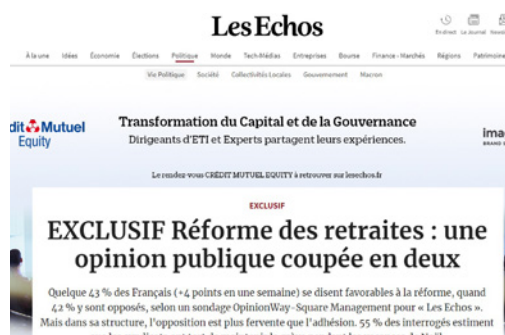 Les Echos
En direct Le Journal
À la une Idées Économie Élections Politique Monde Tech-Médias Entreprises Bourse Finance - Marchés Régions Patrimoine
Vie Politique Société Collectivités Locales Gouvernement Macron
dit Mutuel
Equity
Transformation du Capital et de la Gouvernance
Dirigeants d'ETI et Experts partagent leurs expériences.
ima
Le rendez-vous CRÉDIT MUTUEL EQUITY à retrouver sur lesechos.fr
EXCLUSIF
EXCLUSIF Réforme des retraites : une
opinion publique coupée en deux
Quelque 43 % des Français (+4 points en une semaine) se disent favorables à la réforme, quand
42 % y sont opposés, selon un sondage OpinionWay-Square Management pour « Les Echos ».
Mais dans sa structure, l'opposition est plus fervente que l'adhésion. 55 % des interrogés estiment